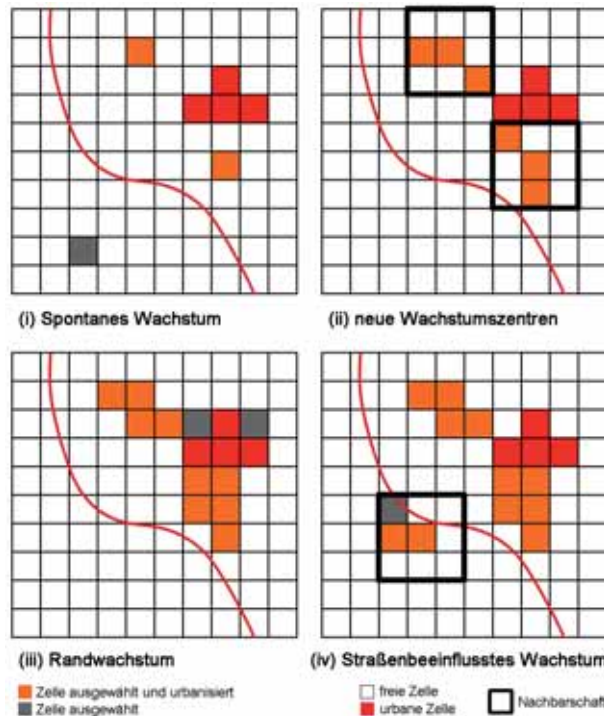 (i) Spontanes Wachstum
(ii) neue Wachstumszentren
(iii) Randwachstum
(iv) Straßenbeeinflusstes Wachstum
Zelle ausgewählt und urbanisiert
Zelle ausgewählt
freie Zelle
urbane Zelle
Nachbarschaft